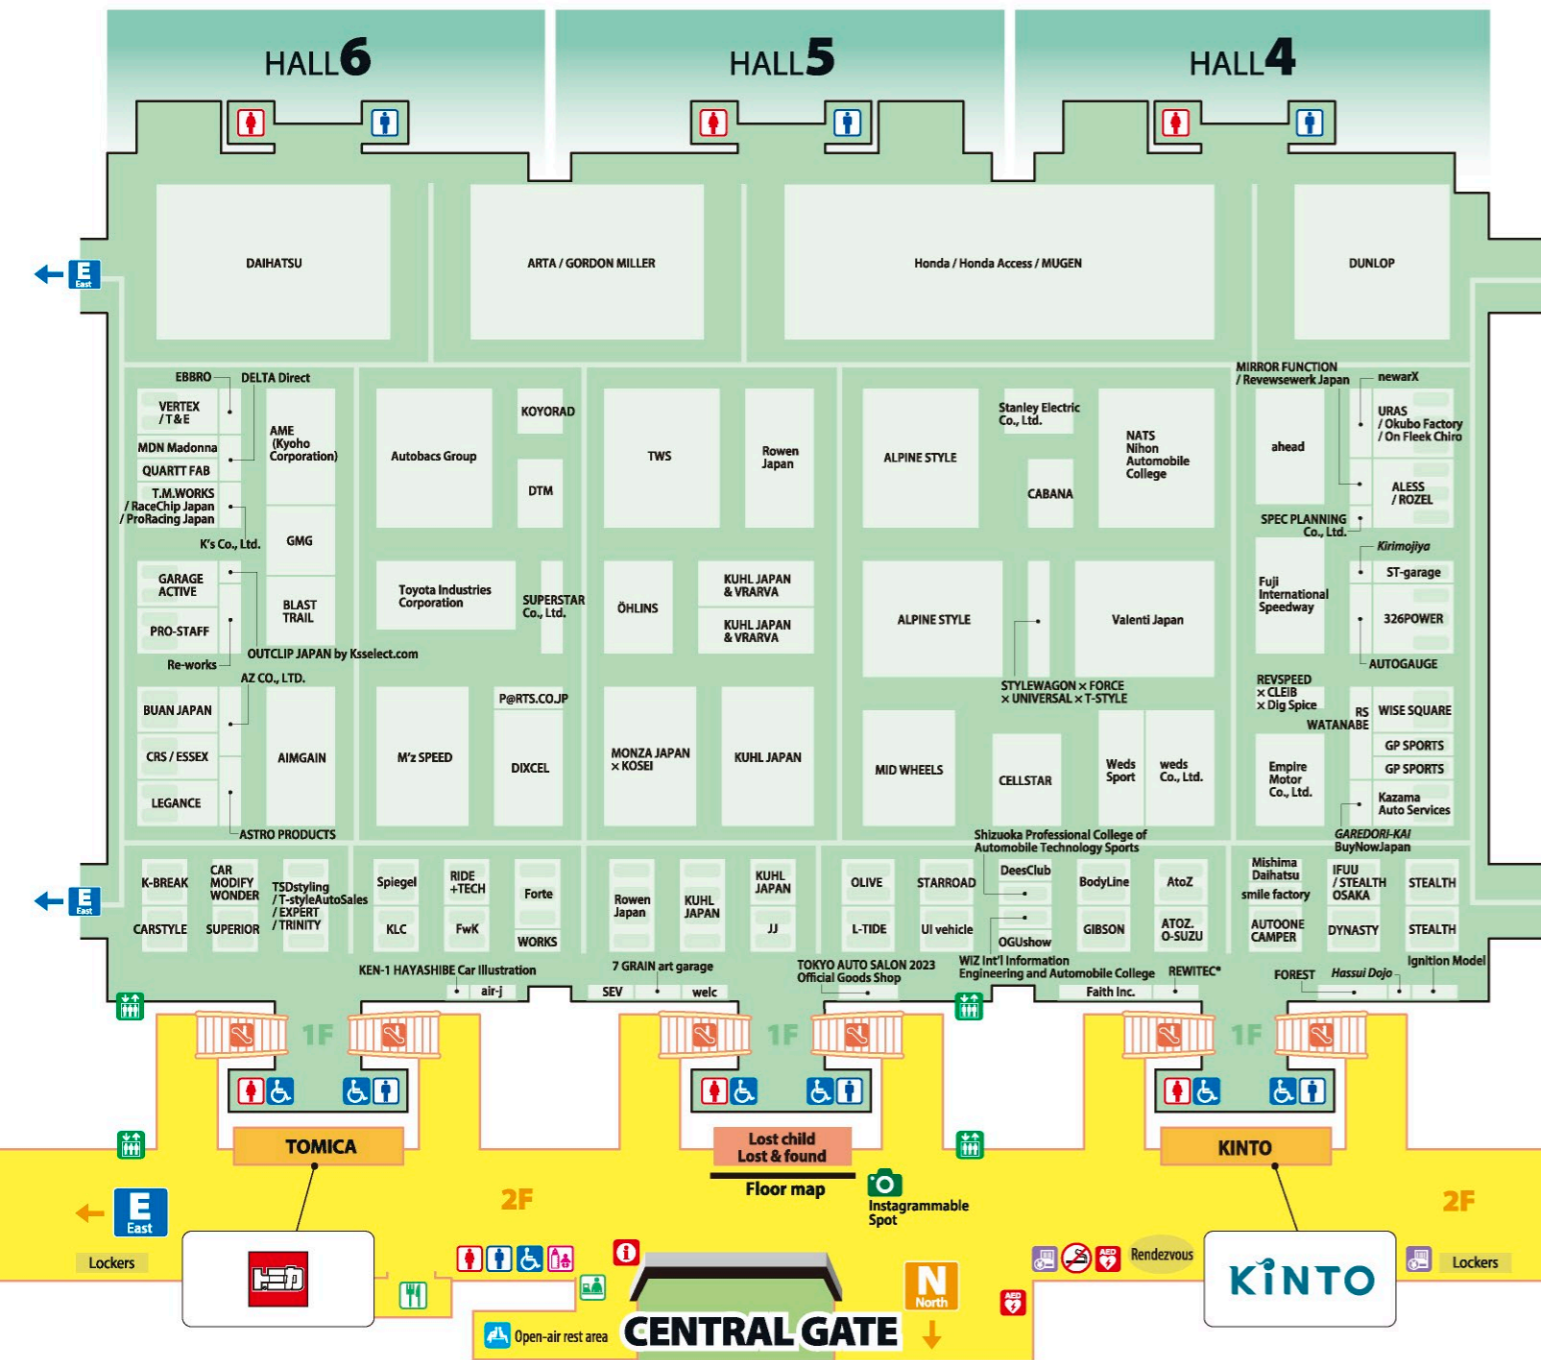 HALL6
HALL5
HALL4
DAIHATSU
ARTA / GORDON MILLER
Honda / Honda Access / MUGEN
DUNLOP
E
East
EBBRO
DELTA Direct
VERTEX
/ T & E
MDN Madonna
QUARTT FAB
T.M.WORKS
/ RaceChip Japan
/ ProRacing Japan
K's Co., Ltd.
AME
(Kyoho
Corporation)
GMG
BLAST
TRAIL
GARAGE
ACTIVE
PRO-STAFF
Re-works
OUTCLIP JAPAN by Ksselect.com
AZ CO., LTD.
BUAN JAPAN
CRS / ESSEX
LEGANCE
AIMGAIN
ASTRO PRODUCTS
Autobacs Group
KOYORAD
DTM
Toyota Industries
Corporation
SUPERSTAR
Co., Ltd.
M'z SPEED
P@RTS.CO.JP
DIXCEL
TWS
Rowen
Japan
ÖHLINS
KUHL JAPAN
& VRARVA
KUHL JAPAN
& VRARVA
MONZA JAPAN
× KOSEI
KUHL JAPAN
ALPINE STYLE
Stanley Electric
Co., Ltd.
CABANA
NATS
Nihon
Automobile
College
ALPINE STYLE
Valenti Japan
STYLEWAGON × FORCE
× UNIVERSAL × T-STYLE
MID WHEELS
CELLSTAR
Weds
Sport
weds
Co., Ltd.
MIRROR FUNCTION
/ Revewsewerk Japan
newarX
ahead
URAS
/ Okubo Factory
/ On Fleek Chiro
ALESS
/ ROZEL
SPEC PLANNING
Co., Ltd.
Kirimojiya
Fuji
International
Speedway
ST-garage
326POWER
AUTOGAUGE
REVSPEED
× CLEIB
× Dig Spice
RS
WATANABE
WISE SQUARE
GP SPORTS
GP SPORTS
Empire
Motor
Co., Ltd.
Kazama
Auto Services
GAREDORI-KAI
BuyNowJapan
E
East
K-BREAK
CAR
MODIFY
WONDER
TSDstyling
/ T-styleAutoSales
/ EXPERT
/ TRINITY
CARSTYLE
SUPERIOR
Spiegel
RIDE
+TECH
Forte
KLC
FwK
WORKS
KEN-1 HAYASHIBE Car Illustration
air-j
Rowen
Japan
KUHL
JAPAN
KUHL
JAPAN
JJ
7 GRAIN art garage
SEV
welc
OLIVE
STARROAD
L-TIDE
UI vehicle
TOKYO AUTO SALON 2023
Official Goods Shop
Shizuoka Professional College of
Automobile Technology Sports
DeesClub
OGUshow
WiZ Int'l Information
Engineering and Automobile College
BodyLine
AtoZ
GIBSON
ATOZ.
O-SUZU
REWITEC®
Faith Inc.
Mishima
Daihatsu
smile factory
IFUU
/ STEALTH
OSAKA
STEALTH
AUTOONE
CAMPER
DYNASTY
STEALTH
FOREST
Hassui Dojo
Ignition Model
1F
1F
1F
TOMICA
Lost child
Lost & found
Floor map
KINTO
Instagrammable
Spot
2F
2F
E
East
Lockers
トミカ
i
Open-air rest area
CENTRAL GATE
N
North
AED
AED
Rendezvous
KINTO
Lockers